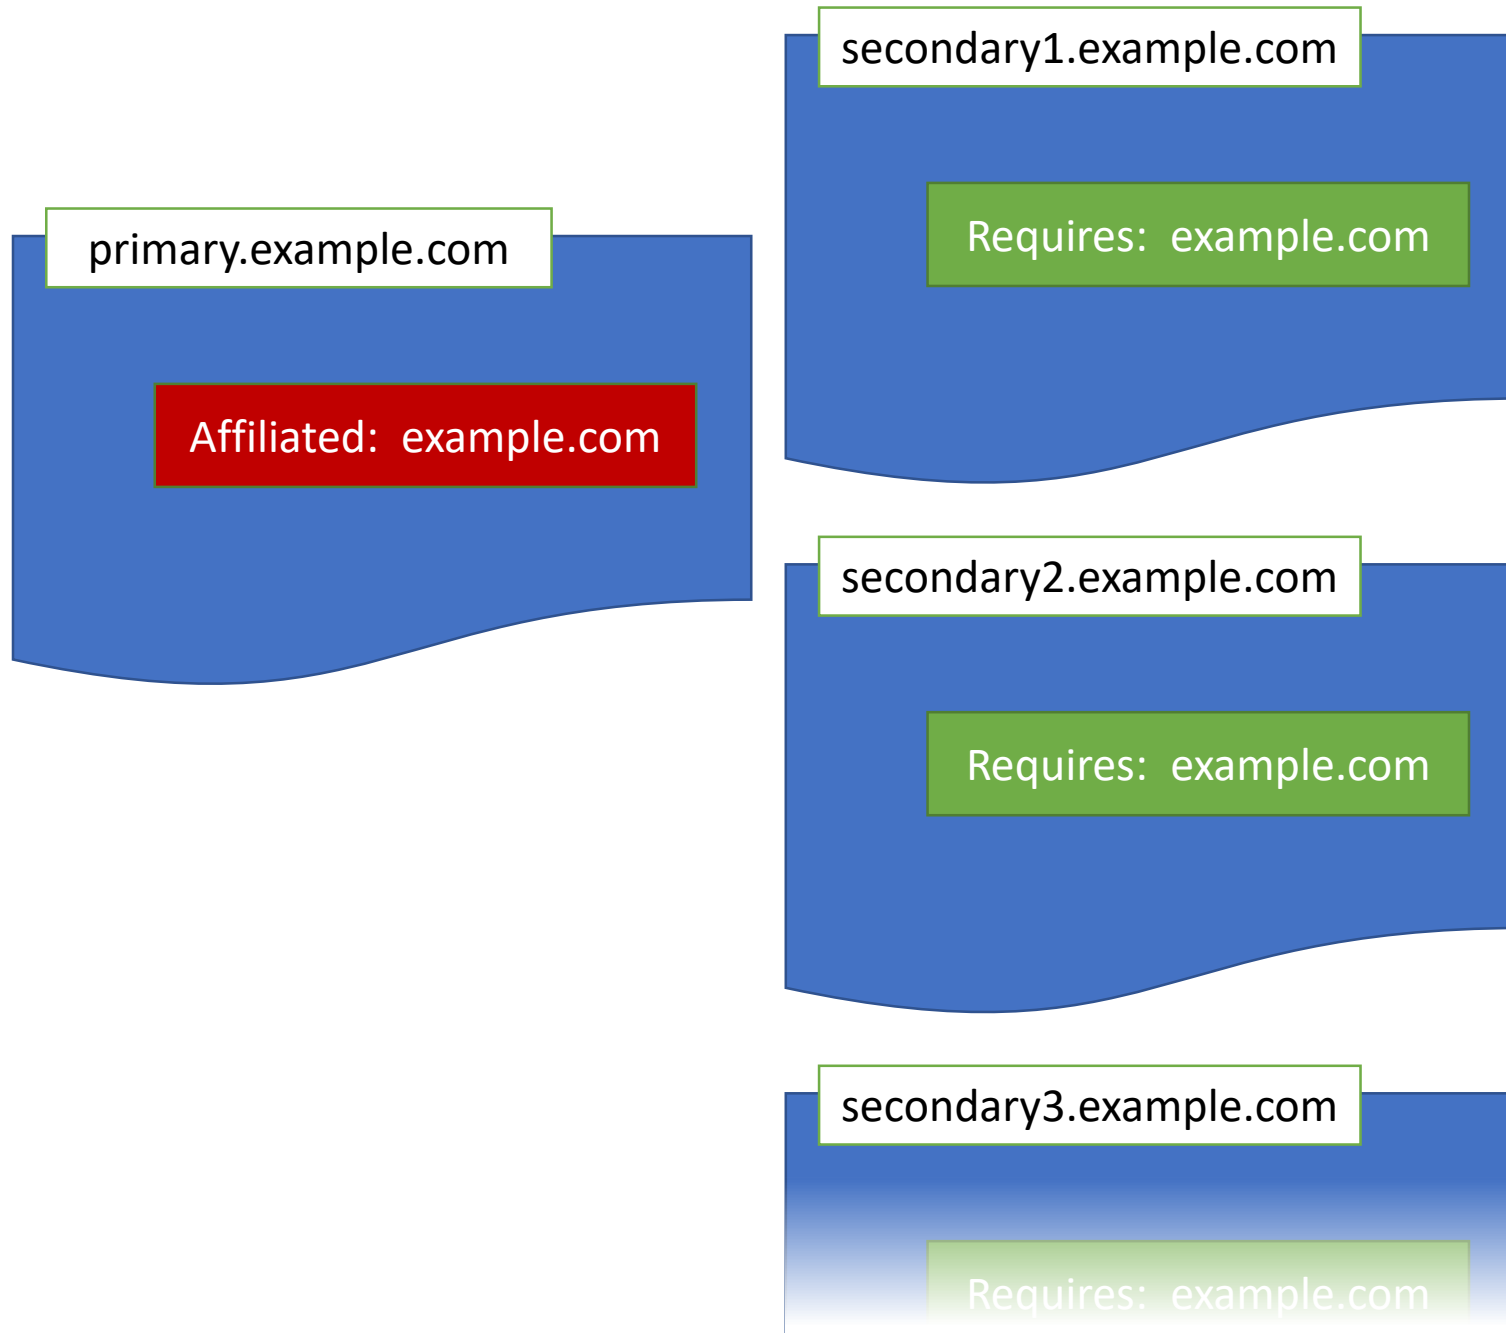 primary.example.com
Affiliated: example.com
secondary1.example.com
Requires: example.com
secondary2.example.com
Requires: example.com
secondary3.example.com
Requires: example.com